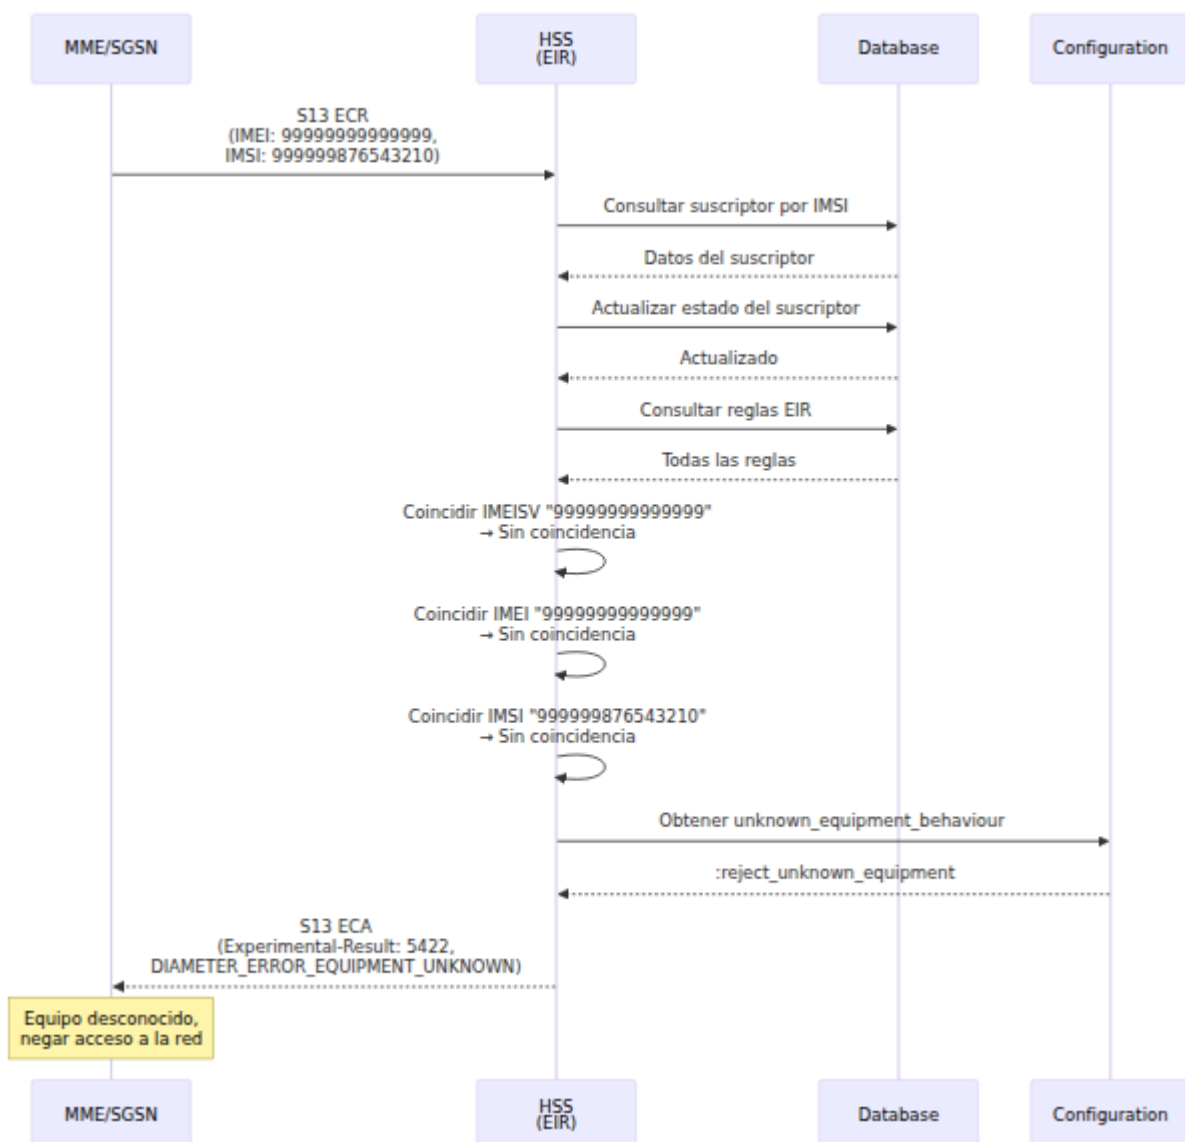 MME/SGSN
HSS
(EIR)
Database
Configuration
S13 ECR
(IMEI: 99999999999999,
IMSI: 999999876543210)
Consultar suscriptor por IMSI
Datos del suscriptor
Actualizar estado del suscriptor
Actualizado
Consultar reglas EIR
Todas las reglas
Coincidir IMEISV "99999999999999"
→ Sin coincidencia
Coincidir IMEI "99999999999999"
→ Sin coincidencia
Coincidir IMSI "999999876543210"
→ Sin coincidencia
Obtener unknown_equipment_behaviour
:reject_unknown_equipment
S13 ECA
(Experimental-Result: 5422,
DIAMETER_ERROR_EQUIPMENT_UNKNOWN)
Equipo desconocido,
negar acceso a la red
MME/SGSN
HSS
(EIR)
Database
Configuration